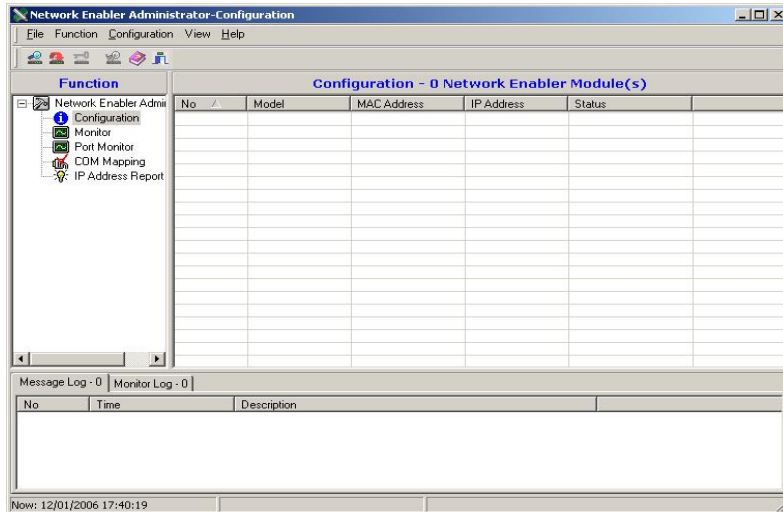 Network Enabler Administrator-Configuration
File Function Configuration View Help
Function
Configuration - 0 Network Enabler Module(s)
Network Enabler Admi
Configuration
Monitor
Port Monitor
COM Mapping
IP Address Report
No Model MAC Address IP Address Status
Message Log - 0 Monitor Log - 0
No Time Description
Now: 12/01/2006 17:40:19